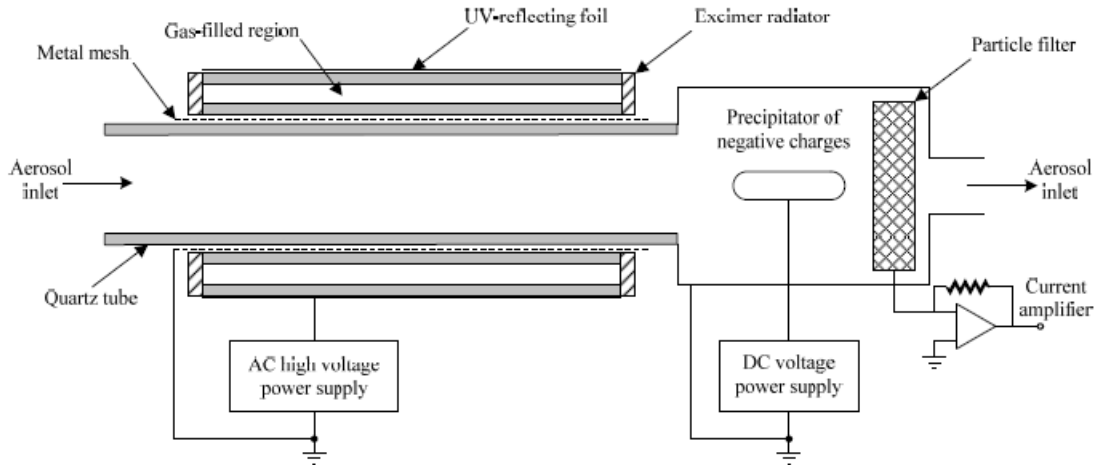 UV-reflecting foil
Excimer radiator
Gas-filled region
Particle filter
Metal mesh
Precipitator of
negative charges
Aerosol
inlet
Aerosol
inlet
Quartz tube
Current
amplifier
AC high voltage
power supply
DC voltage
power supply